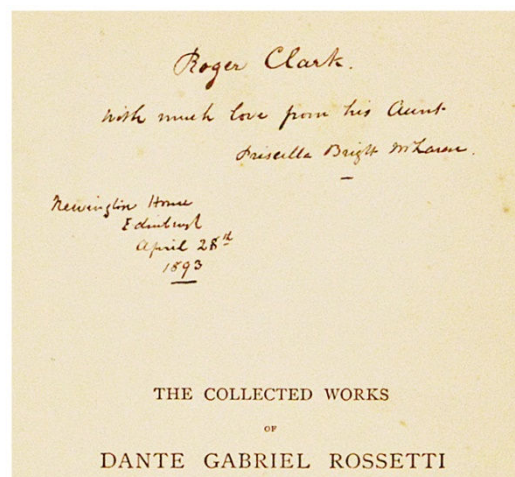 Roger Clark.
with much love from his Aunt
Priscilla Bright McLaren.
Newington House
Edinburgh
April 28th
1893
THE COLLECTED WORKS
OF
DANTE GABRIEL ROSSETTI